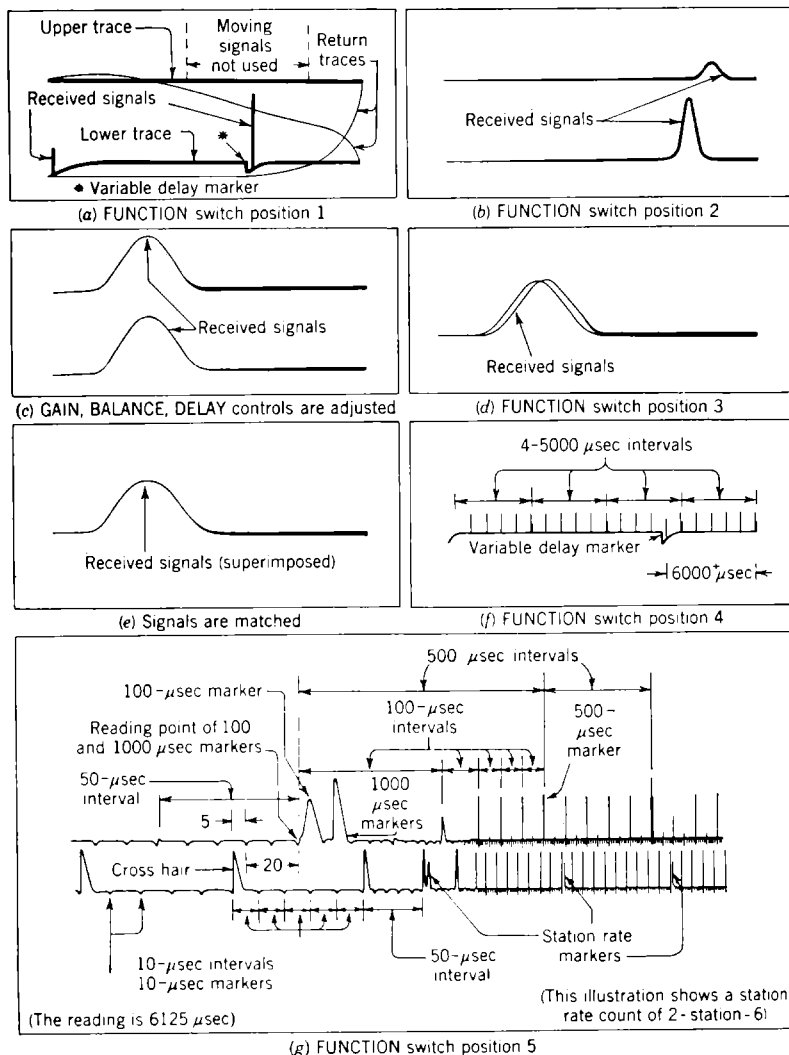 Upper trace
Moving
signals
not used
Return
traces
Received signals
Lower trace
* Variable delay marker
(a) FUNCTION switch position 1
Received signals
(b) FUNCTION switch position 2
Received signals
(c) GAIN, BALANCE, DELAY controls are adjusted
Received signals
(d) FUNCTION switch position 3
Received signals (superimposed)
(e) Signals are matched
4-5000 μsec intervals
Variable delay marker
6000⁺μsec
(f) FUNCTION switch position 4
500 μsec intervals
100-μsec marker
Reading point of 100
and 1000 μsec markers
100-μsec
intervals
500-
μsec
marker
50-μsec
interval
1000
μsec
markers
5
Cross hair
20
Station rate
markers
10-μsec intervals
10-μsec markers
50-μsec
interval
(The reading is 6125 μsec)
(This illustration shows a station
rate count of 2-station-6)
(g) FUNCTION switch position 5